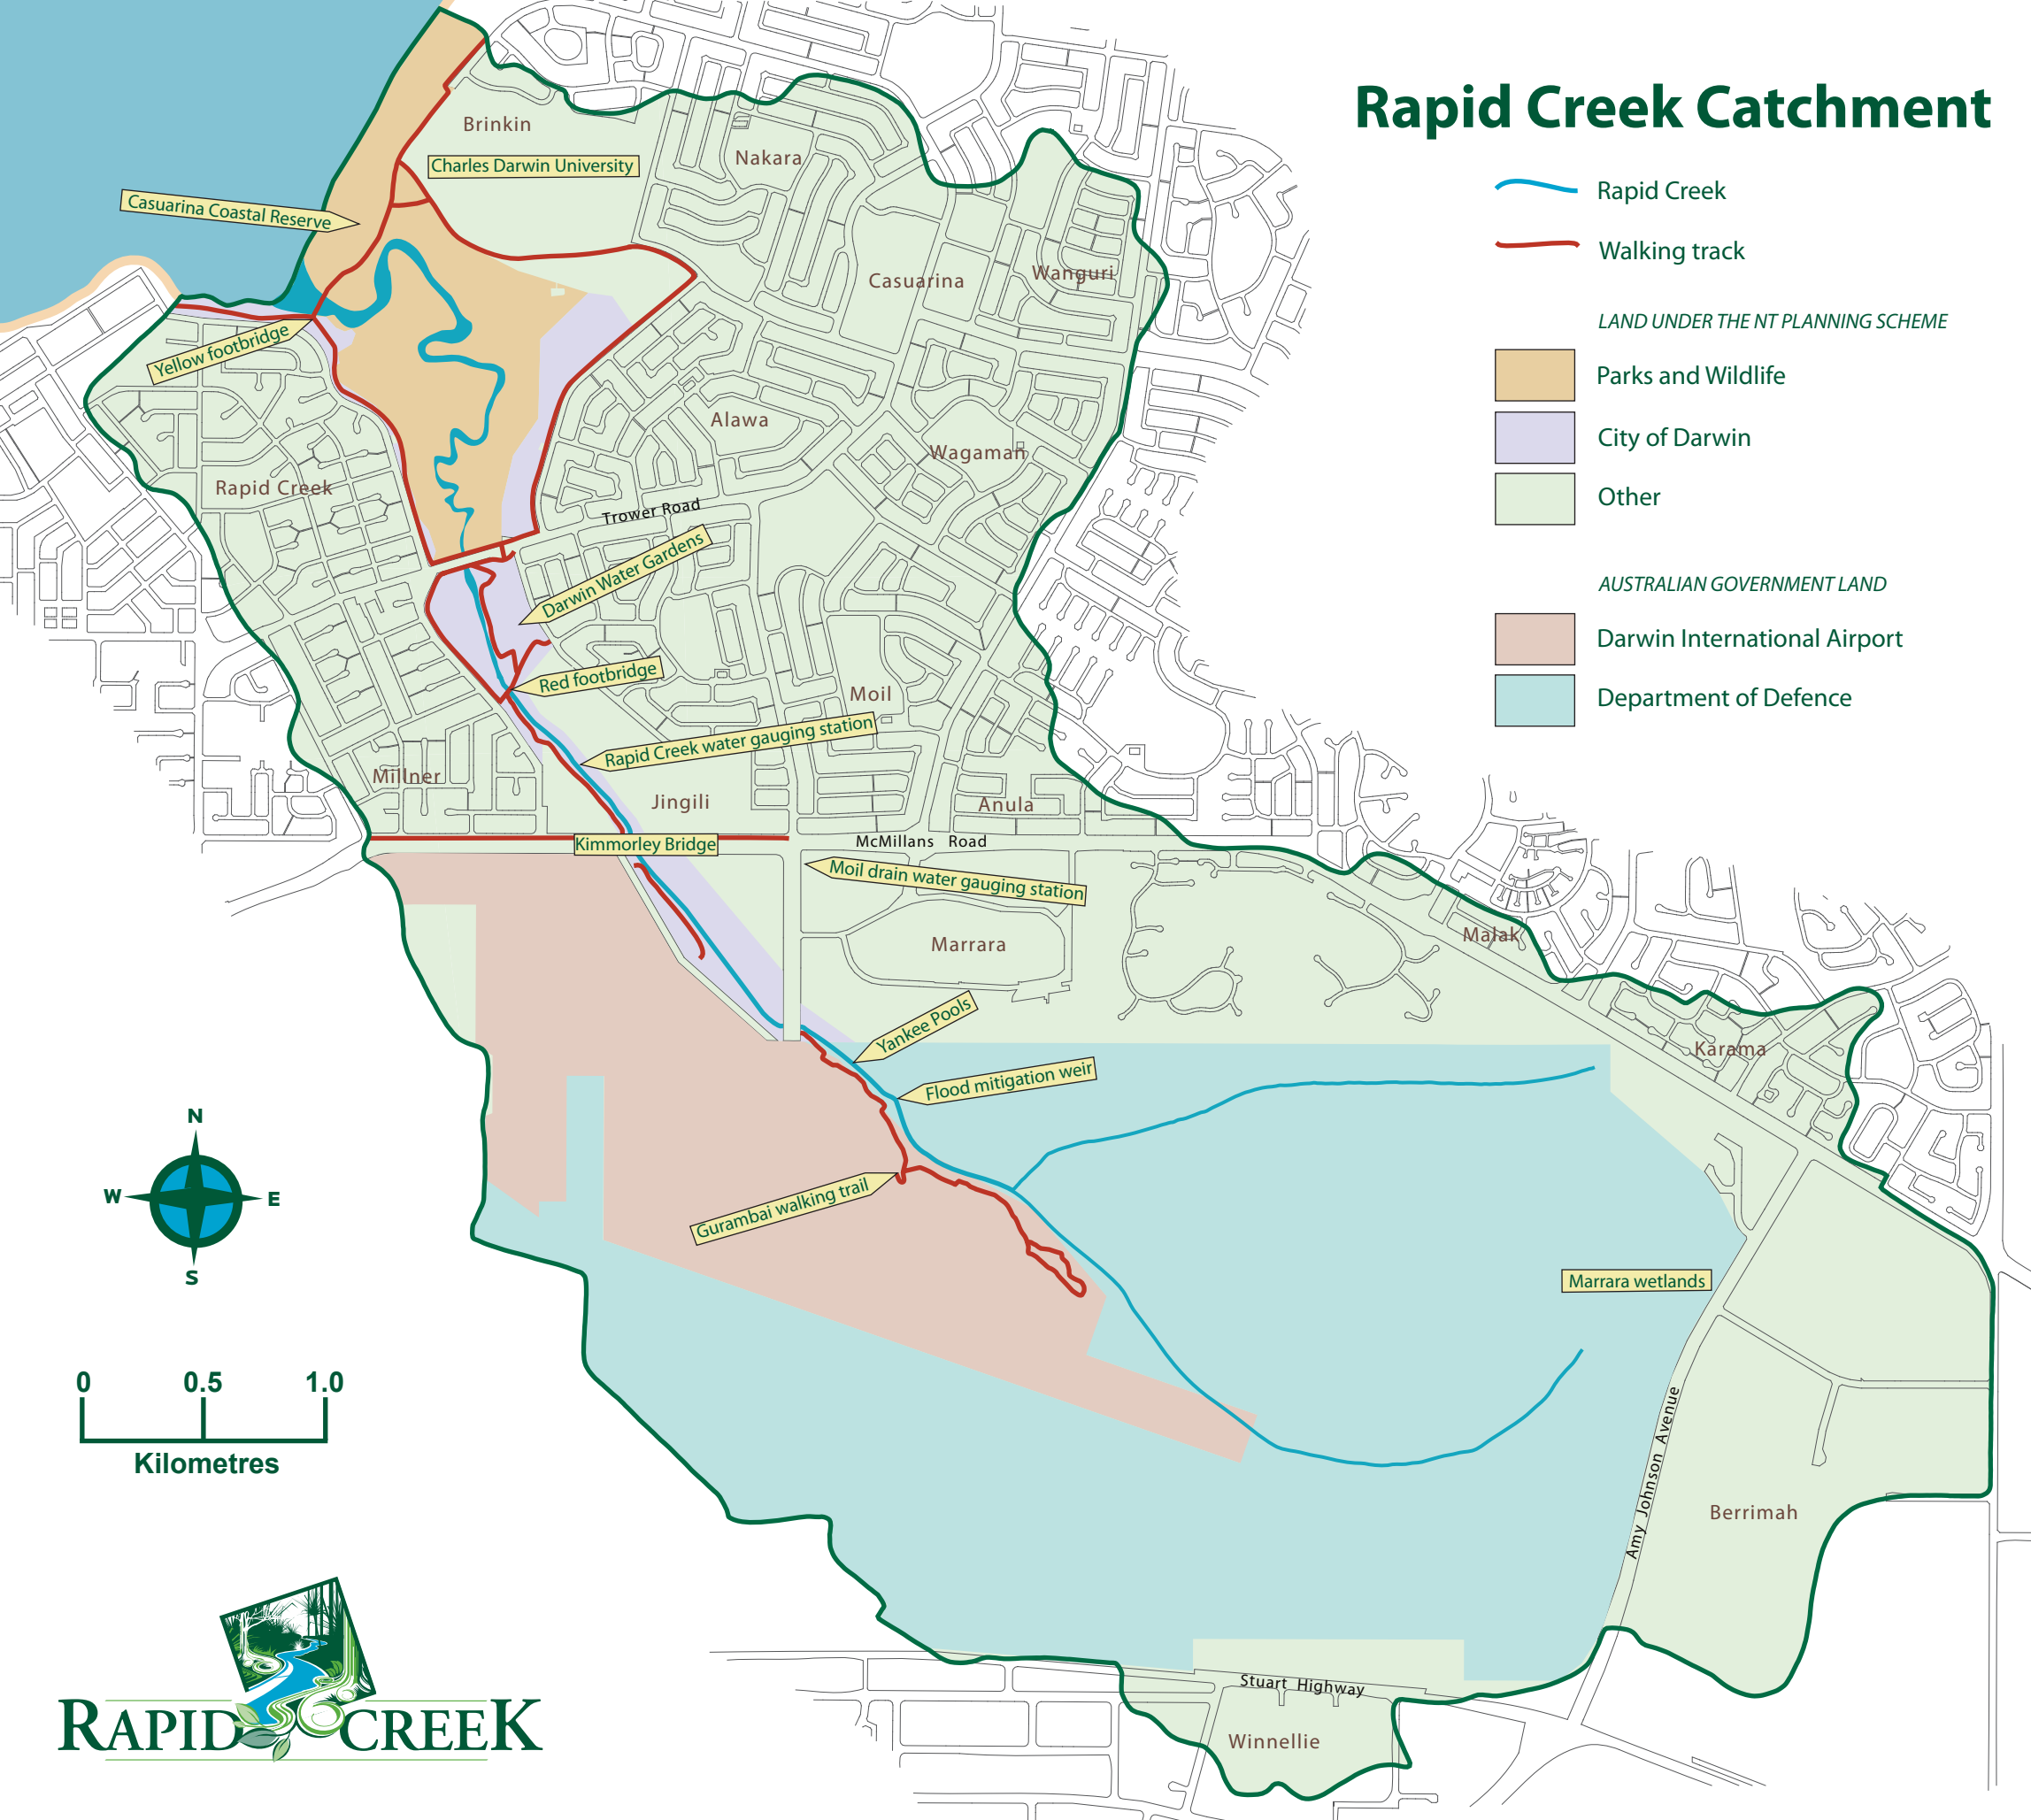 Rapid Creek Catchment
Rapid Creek
Walking track
LAND UNDER THE NT PLANNING SCHEME
Parks and Wildlife
City of Darwin
Other
AUSTRALIAN GOVERNMENT LAND
Darwin International Airport
Department of Defence
Brinkin
Charles Darwin University
Nakara
Casuarina Coastal Reserve
Casuarina
Wanguri
Yellow footbridge
Alawa
Wagaman
Rapid Creek
Trower Road
Darwin Water Gardens
Red footbridge
Moil
Rapid Creek water gauging station
Millner
Jingili
Anula
Kimmorley Bridge
McMillans Road
Moil drain water gauging station
Marrara
Malak
Yankee Pools
Karama
Flood mitigation weir
Gurambai walking trail
Marrara wetlands
Amy Johnson Avenue
Berrimah
Stuart Highway
Winnellie
N
W
E
S
0 0.5 1.0
Kilometres
RAPID CREEK